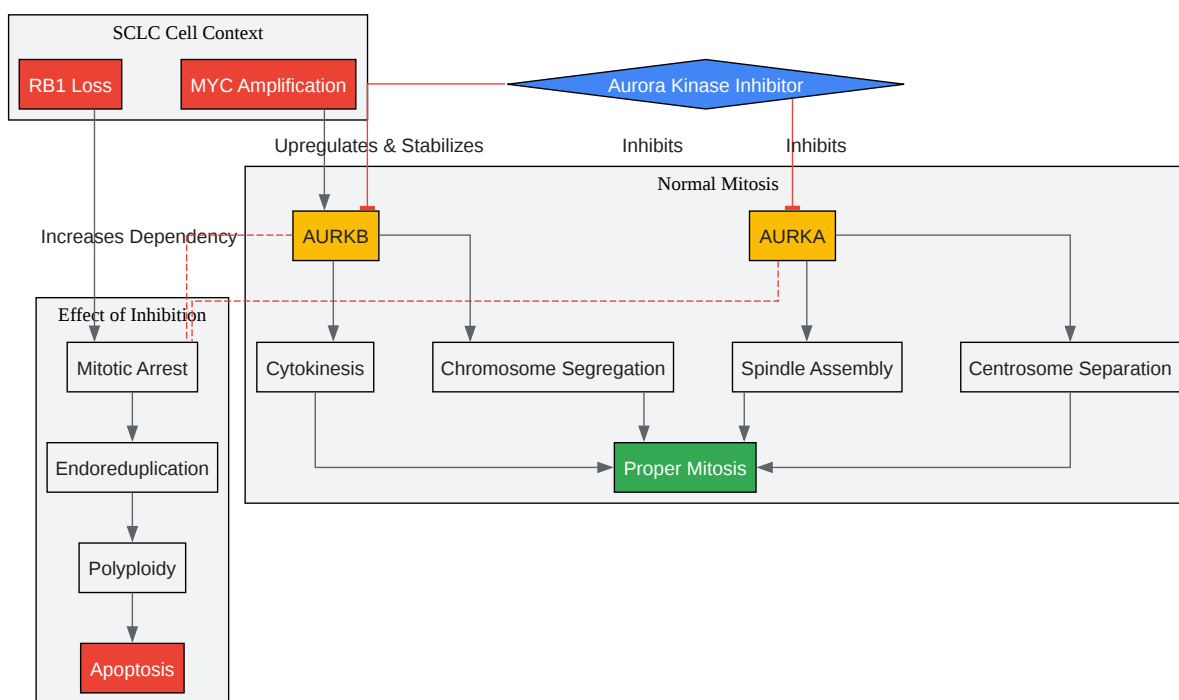 SCLC Cell Context
RB1 Loss
MYC Amplification
Aurora Kinase Inhibitor
Upregulates & Stabilizes
Inhibits
Inhibits
Normal Mitosis
Increases Dependency
AURKB
AURKA
Effect of Inhibition
Mitotic Arrest
Cytokinesis
Chromosome Segregation
Spindle Assembly
Centrosome Separation
Endoreduplication
Proper Mitosis
Polyploidy
Apoptosis